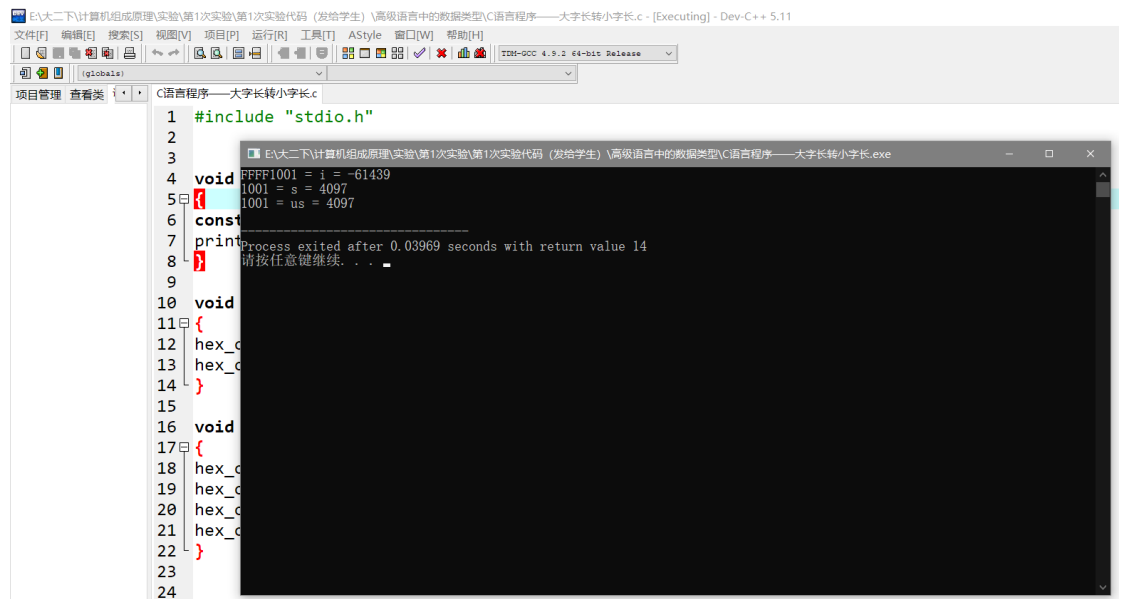 E:\大二下\计算机组成原理\实验\第1次实验\第1次实验代码（发给学生）\高级语言中的数据类型\C语言程序——大字长转小字长.c - [Executing] - Dev-C++ 5.11
文件[F] 编辑[E] 搜索[S] 视图[V] 项目[P] 运行[R] 工具[T] AStyle 窗口[W] 帮助[H]
TDM-GCC 4.9.2 64-bit Release
(globals)
项目管理 查看类
C语言程序——大字长转小字长.c
1 #include "stdio.h"
2
3
4 void
5 {
6 const
7 print
8 }
9
10 void
11 {
12 hex_c
13 hex_c
14 }
15
16 void
17 {
18 hex_c
19 hex_c
20 hex_c
21 hex_c
22 }
23
24
E:\大二下\计算机组成原理\实验\第1次实验\第1次实验代码（发给学生）\高级语言中的数据类型\C语言程序——大字长转小字长.exe
FFFF1001 = i = -61439
1001 = s = 4097
1001 = us = 4097
--------------------------------
Process exited after 0.03969 seconds with return value 14
请按任意键继续. . .